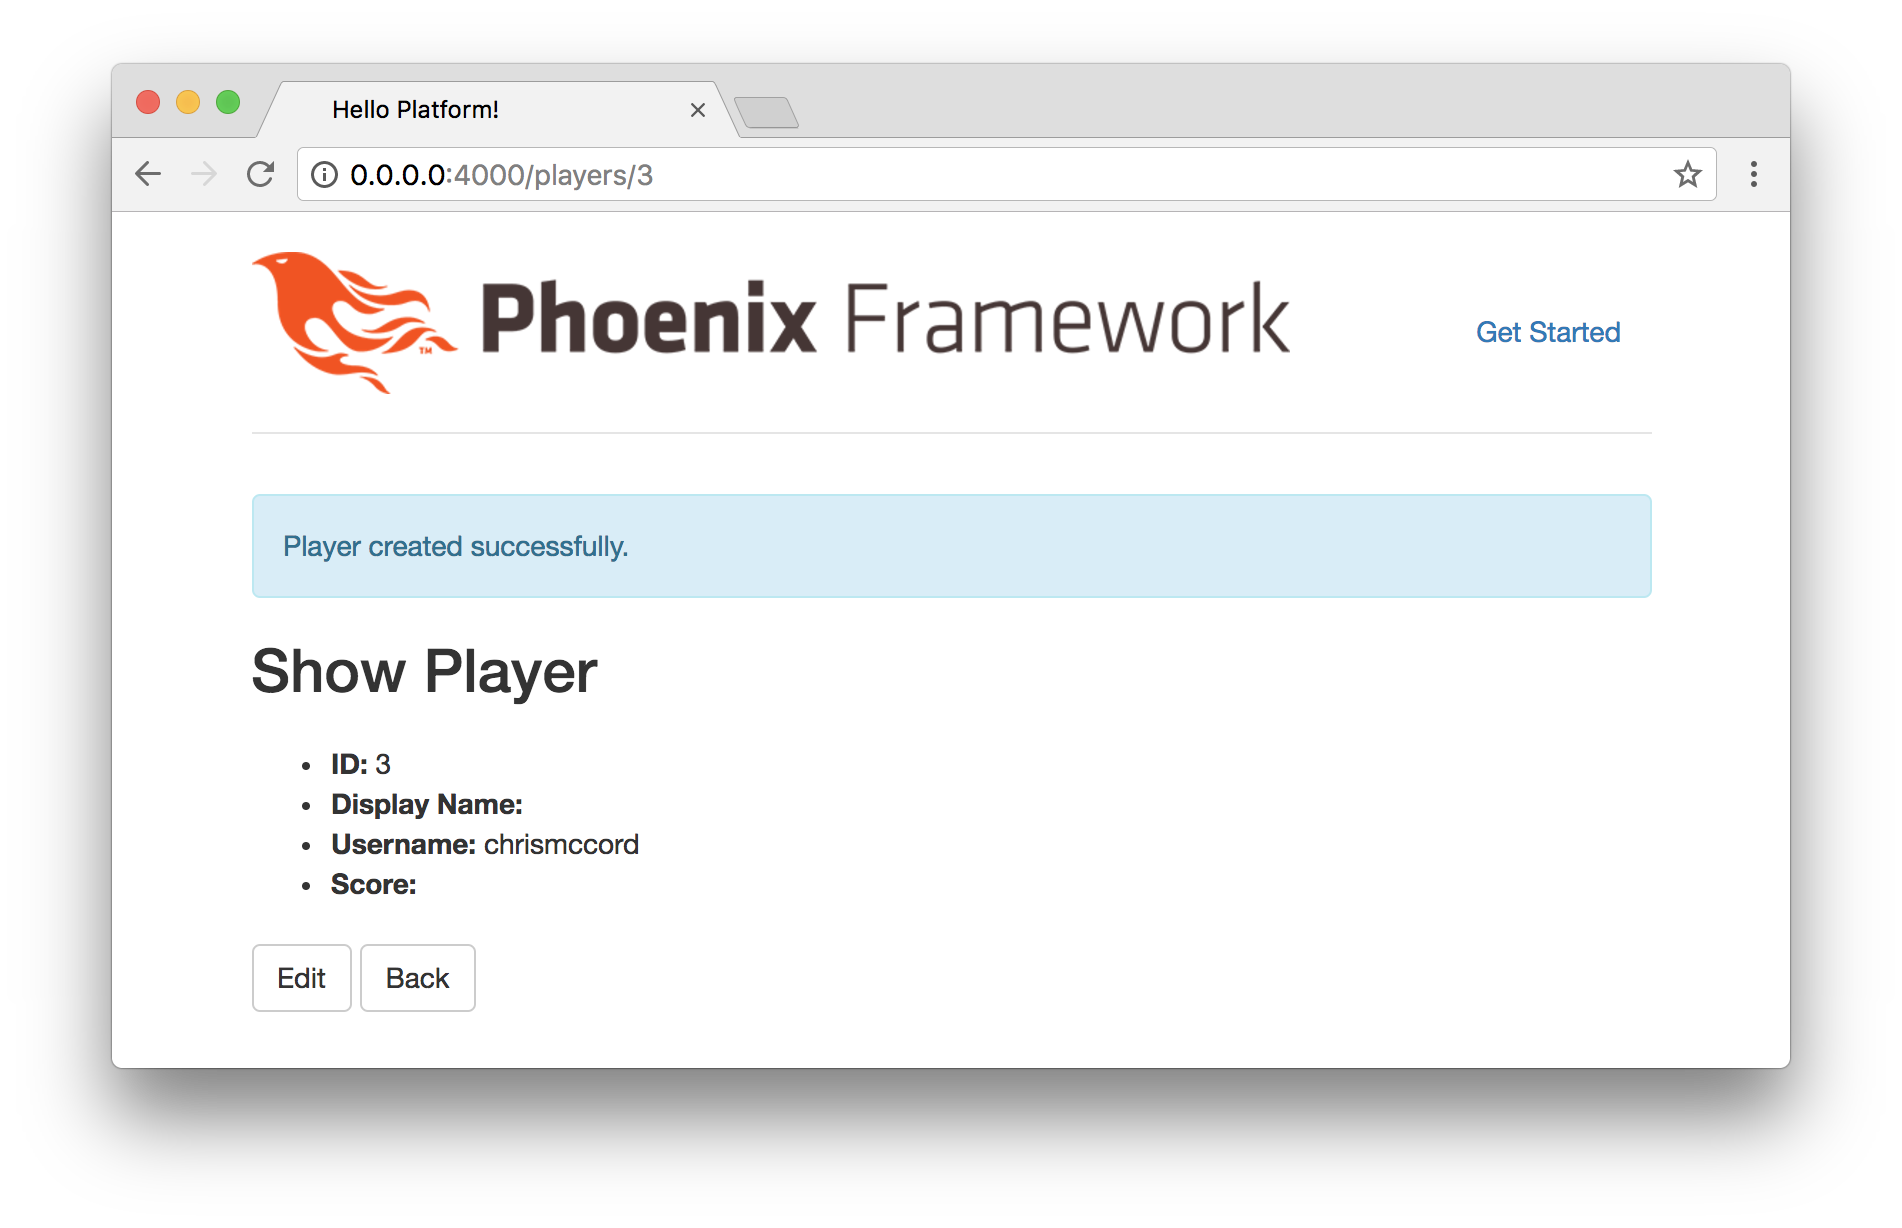 Hello Platform!
0.0.0.0:4000/players/3
Phoenix Framework
TM
Get Started
Player created successfully.
Show Player
• ID: 3
• Display Name:
• Username: chrismccord
• Score:
Edit Back